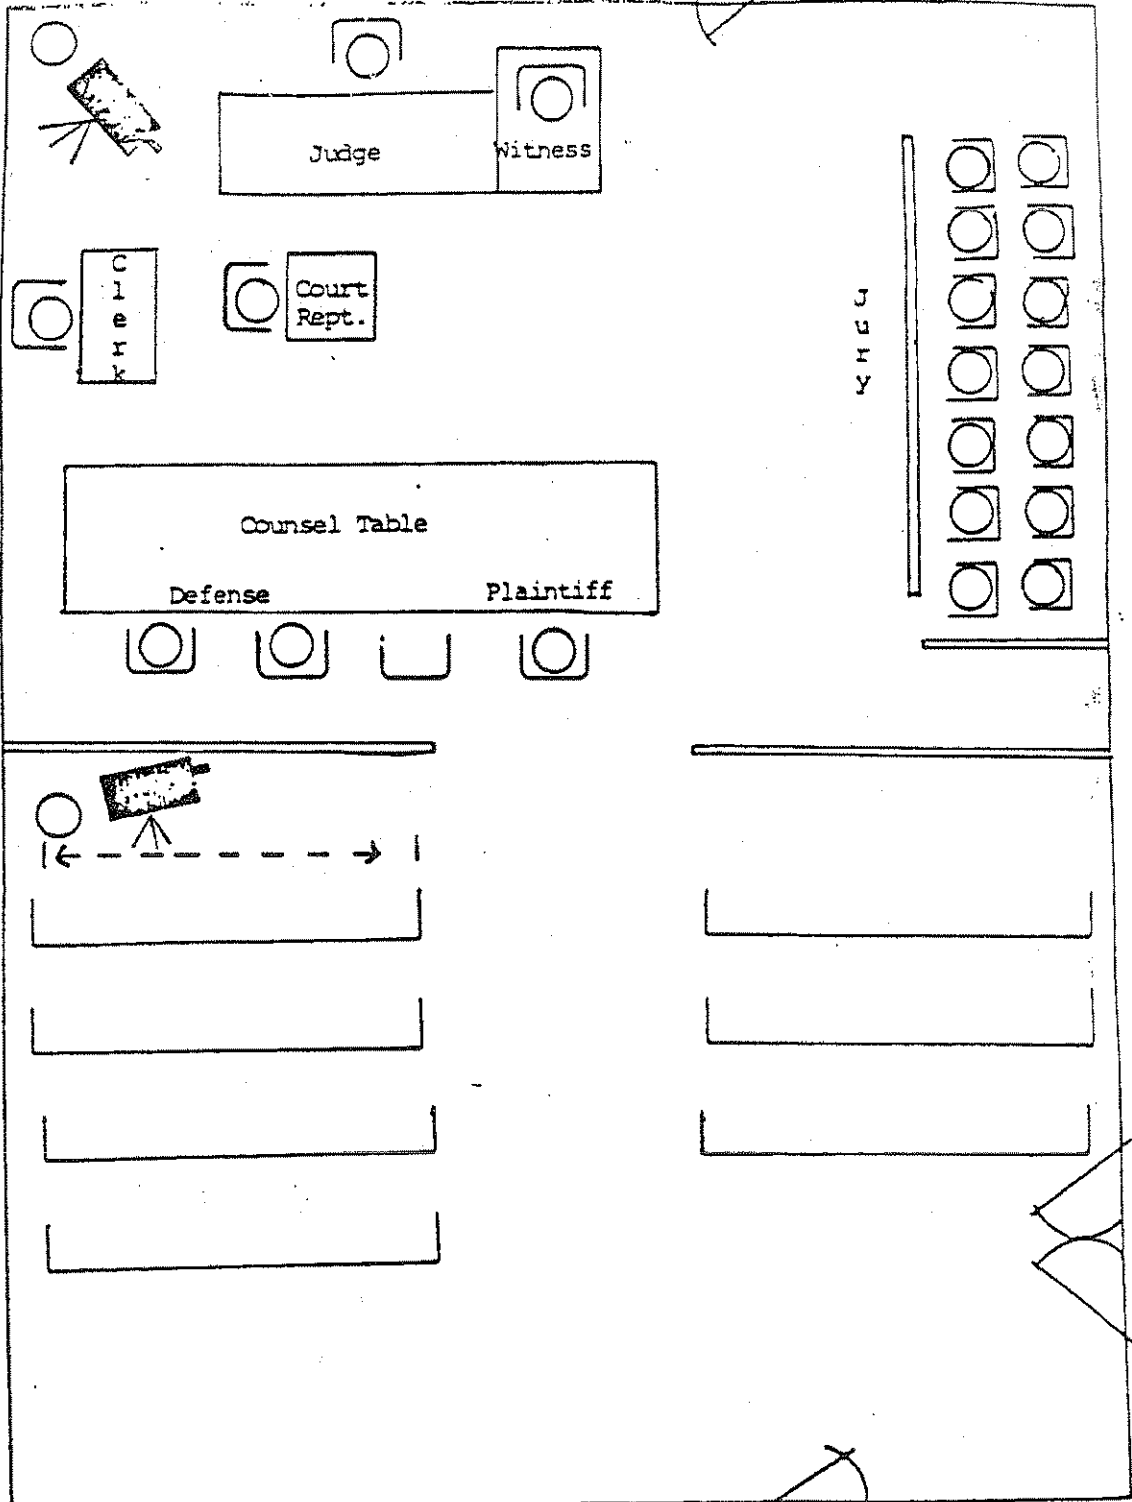 Judge
Witness
Clerk
Court
Rept.
Jury
Counsel Table
Defense
Plaintiff